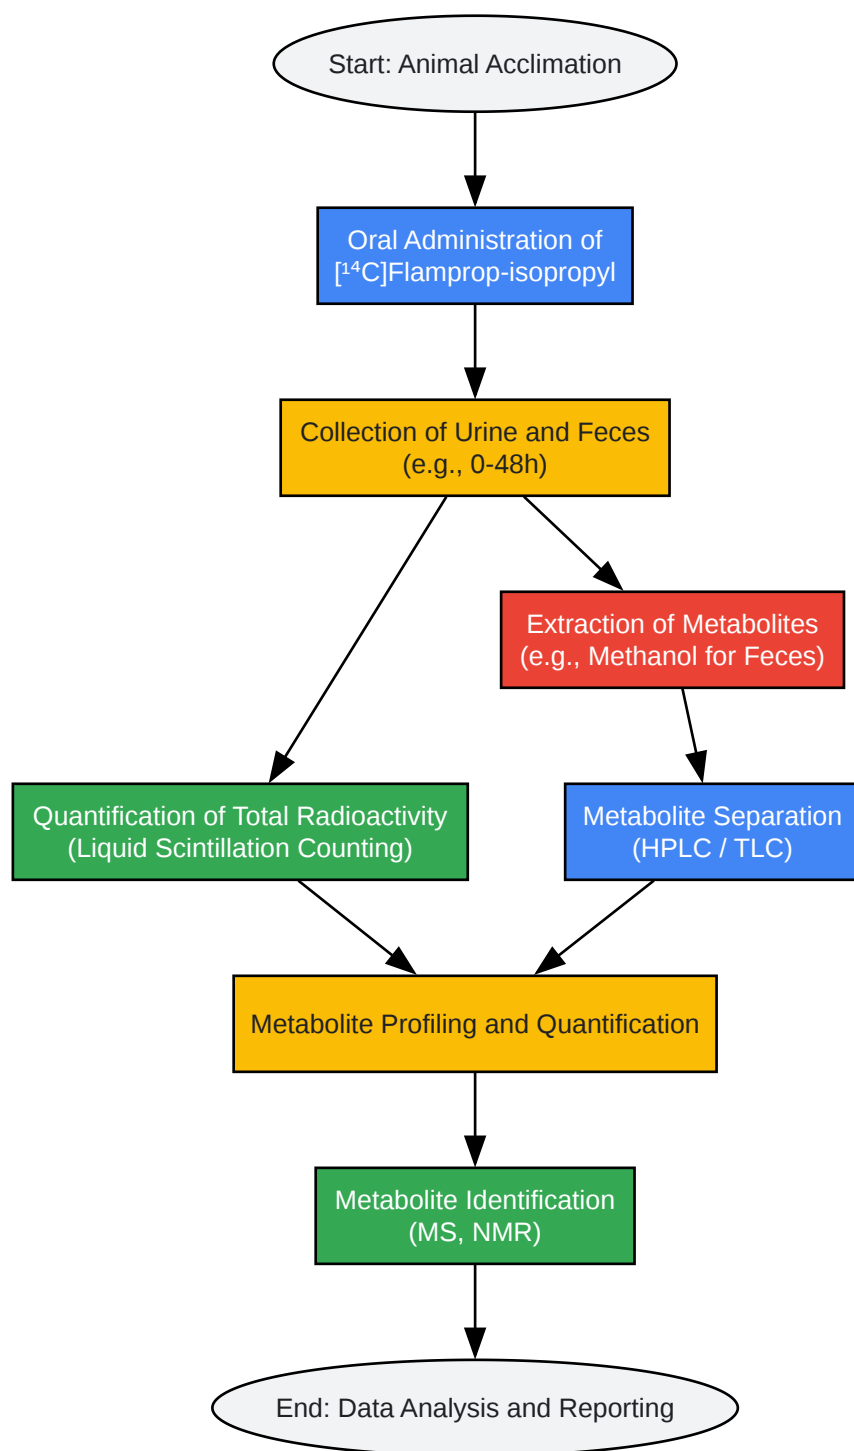 Start: Animal Acclimation
Oral Administration of
[¹⁴C]Flamprop-isopropyl
Collection of Urine and Feces
(e.g., 0-48h)
Extraction of Metabolites
(e.g., Methanol for Feces)
Quantification of Total Radioactivity
(Liquid Scintillation Counting)
Metabolite Separation
(HPLC / TLC)
Metabolite Profiling and Quantification
Metabolite Identification
(MS, NMR)
End: Data Analysis and Reporting